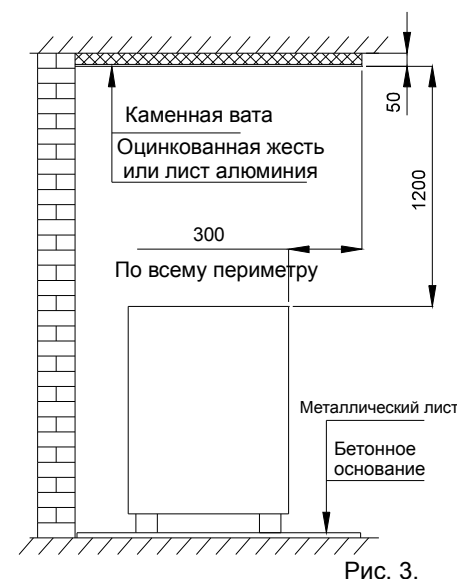 50
Каменная вата
Оцинкованная жесть
или лист алюминия
1200
300
По всему периметру
Металлический лист
Бетонное
основание
Рис. 3.